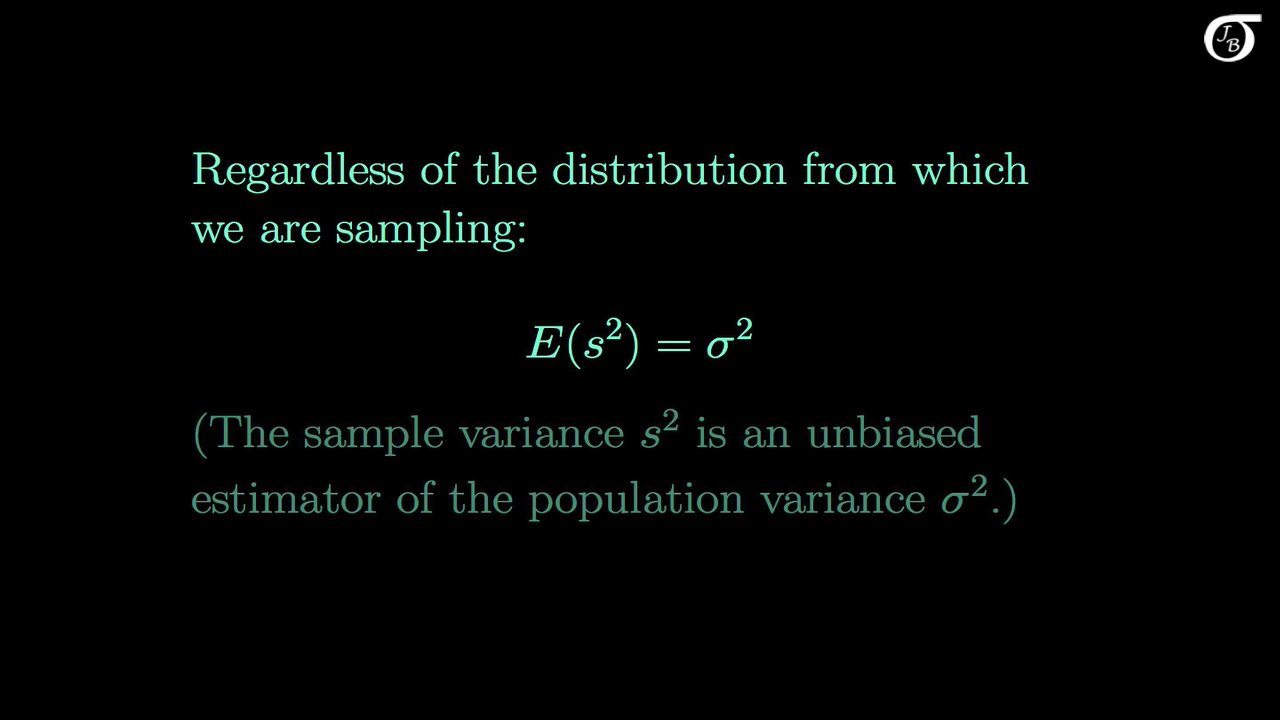 σ JB
Regardless of the distribution from which
we are sampling:
E(s²) = σ²
(The sample variance s² is an unbiased
estimator of the population variance σ².)